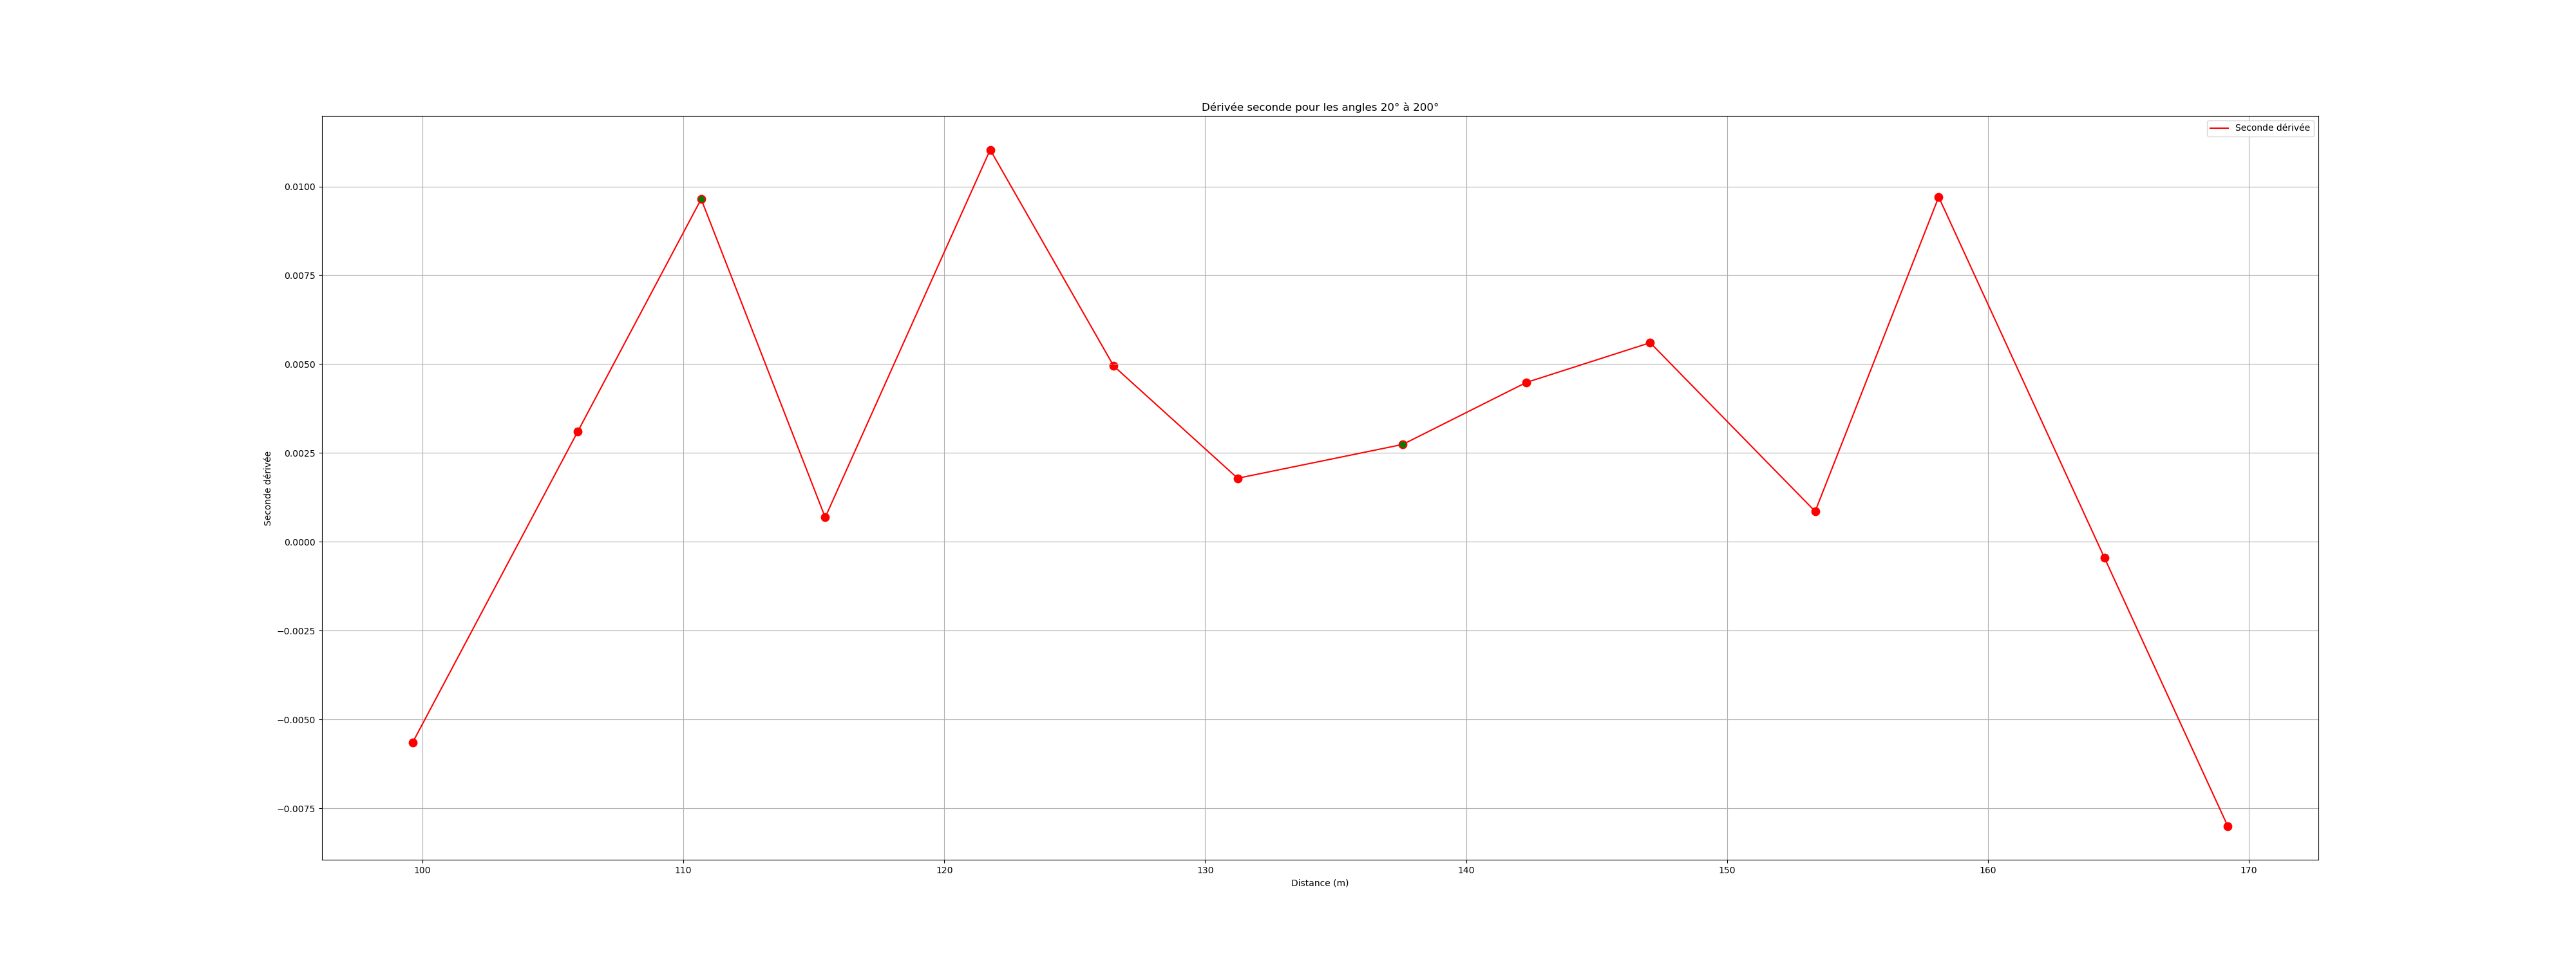 Dérivée seconde pour les angles 20° à 200°
Seconde dérivée
0.0100
0.0075
0.0050
0.0025
0.0000
−0.0025
−0.0050
−0.0075
Seconde dérivée
100 110 120 130 140 150 160 170
Distance (m)